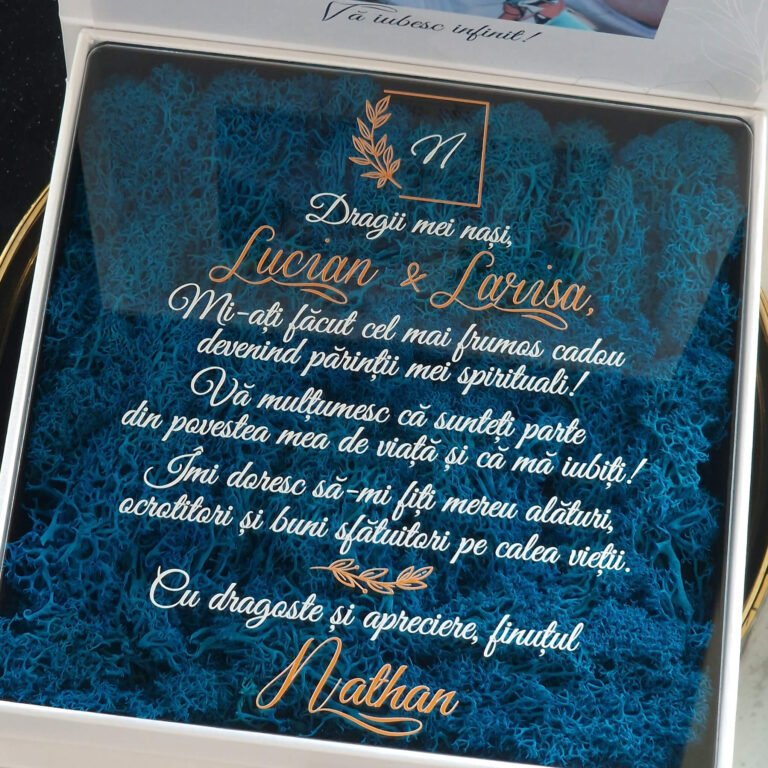 Vă iubesc infinit!
N
Dragii mei nași,
Lucian & Larisa,
Mi-ați făcut cel mai frumos cadou
devenind părinții mei spirituali!
Vă mulțumesc că sunteți parte
din povestea mea de viață și că mă iubiți!
Îmi doresc să-mi fiți mereu alături,
ocrotitori și buni sfătuitori pe calea vieții.
Cu dragoste și apreciere, finuțul
Nathan